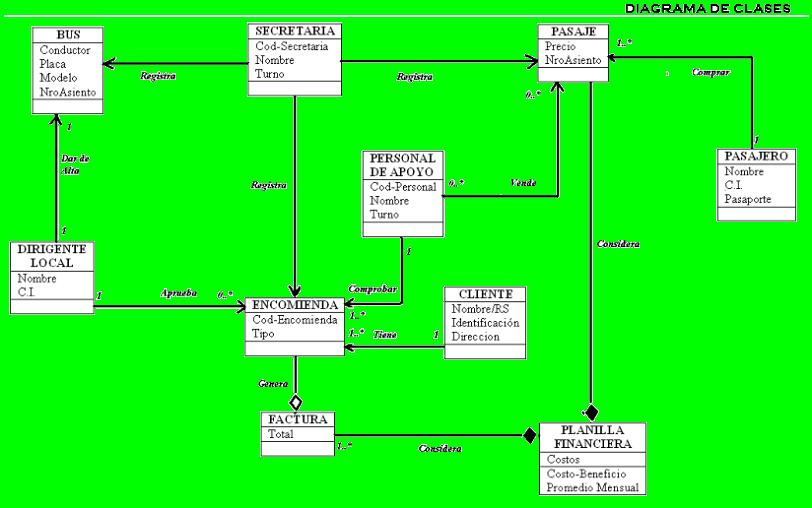 DIAGRAMA DE CLASES
BUS
Conductor
Placa
Modelo
NroAsiento
SECRETARIA
Cod-Secretaria
Nombre
Turno
PASAJE
Precio
NroAsiento
1..*
Registra
Registra
Comprar
0..*
1
1
Dar de
Alta
PERSONAL
DE APOYO
Cod-Personal
Nombre
Turno
PASAJERO
Nombre
C.I.
Pasaporte
Registra
0..*
Vende
1
1
Considera
DIRIGENTE
LOCAL
Nombre
C.I.
1
Aprueba
0..*
Comprobar
ENCOMIENDA
Cod-Encomienda
Tipo
1..*
1..*
Tiene
1
CLIENTE
Nombre/RS
Identificación
Direccion
Genera
FACTURA
Total
1..*
Considera
PLANILLA
FINANCIERA
Costos
Costo-Beneficio
Promedio Mensual